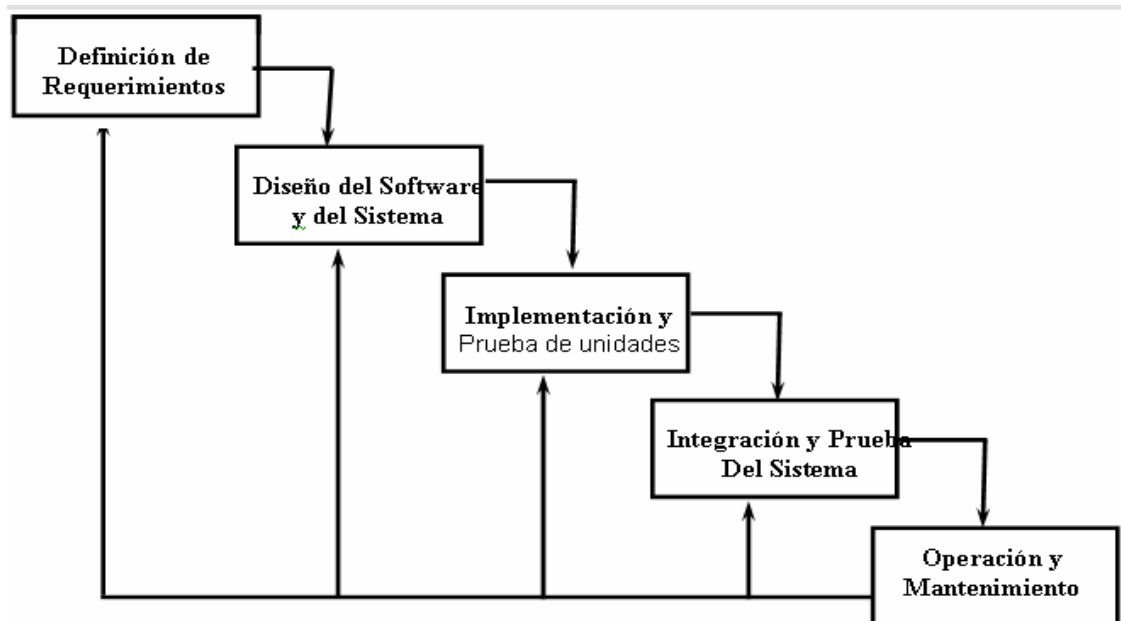 Definición de
Requerimientos
Diseño del Software
y del Sistema
Implementación y
Prueba de unidades
Integración y Prueba
Del Sistema
Operación y
Mantenimiento